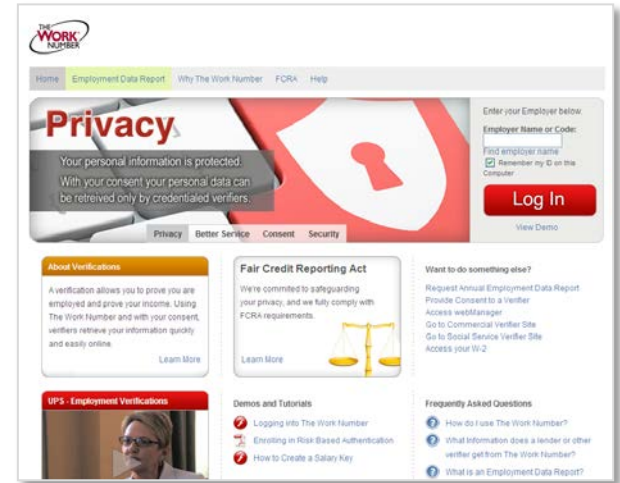 THE
WORK
NUMBER
Home Employment Data Report Why The Work Number FCRA Help
Privacy
Your personal information is protected.
With your consent your personal data can
be retreived only by credentialed verifiers.
Privacy Better Service Consent Security
Enter your Employer below.
Employer Name or Code:
Find employer name
Remember my ID on this
Computer
Log In
View Demo
About Verifications
A verification allows you to prove you are
employed and prove your income. Using
The Work Number and with your consent,
verifiers retrieve your information quickly
and easily online.
Learn More
Fair Credit Reporting Act
We're committed to safeguarding
your privacy, and we fully comply with
FCRA requirements.
Learn More
Want to do something else?
Request Annual Employment Data Report
Provide Consent to a Verifier
Access webManager
Go to Commercial Verifier Site
Go to Social Service Verifier Site
Access your W-2
UPS - Employment Verifications
Demos and Tutorials
Logging into The Work Number
Enrolling in Risk Based Authentication
How to Create a Salary Key
Frequently Asked Questions
How do I use The Work Number?
What Information does a lender or other
verifier get from The Work Number?
What is an Employment Data Report?